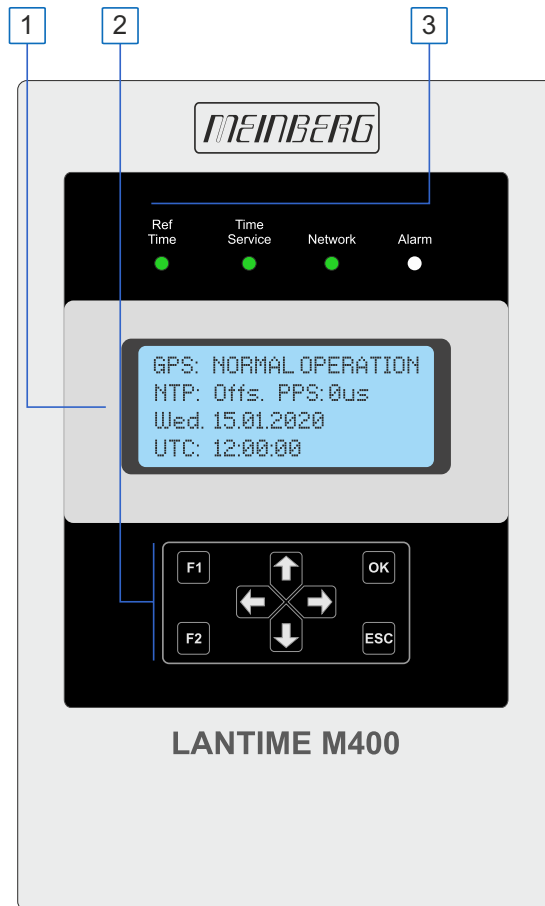 1 2 3
MEINBERG
Ref Time
Time Service
Network
Alarm
GPS: NORMAL OPERATION
NTP: Offs. PPS:0us
Wed. 15.01.2020
UTC: 12:00:00
F1
OK
F2
ESC
LANTIME M400